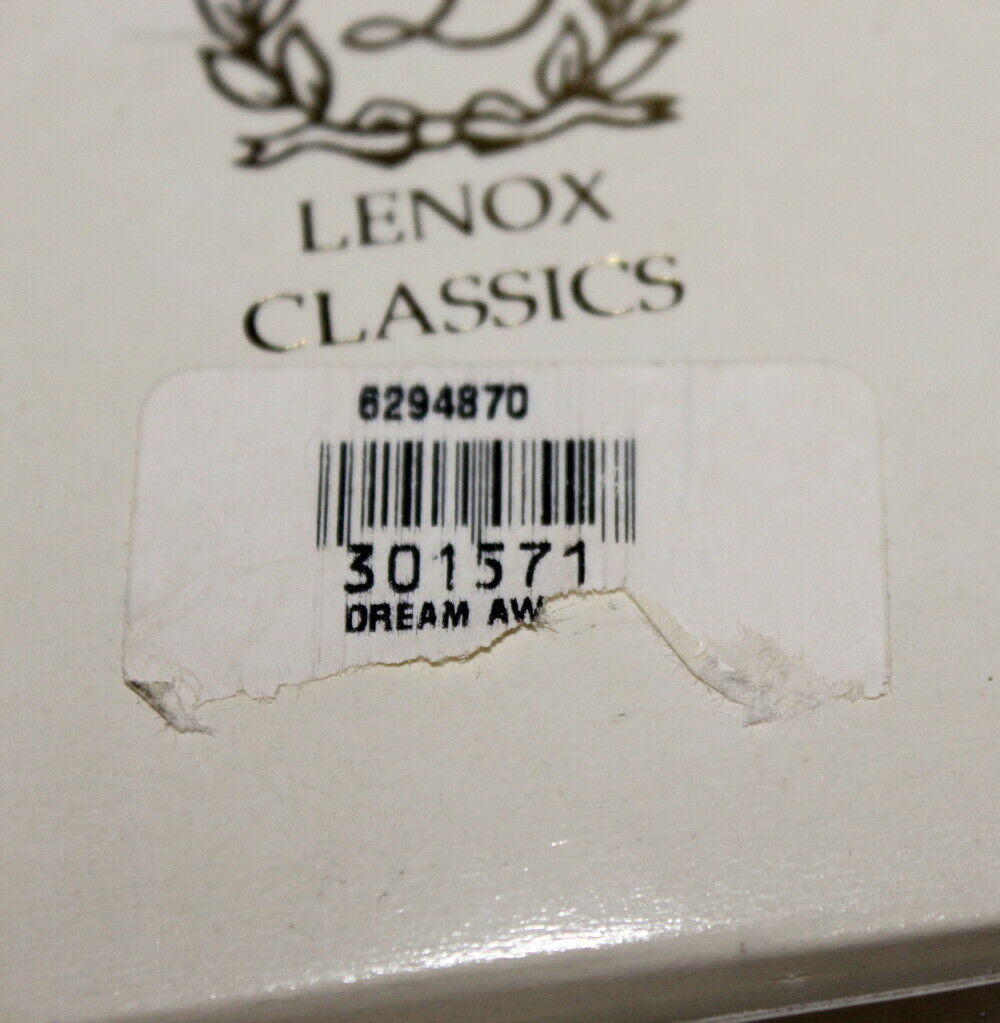 LENOX
CLASSICS
6294870
301571
DREAM AW